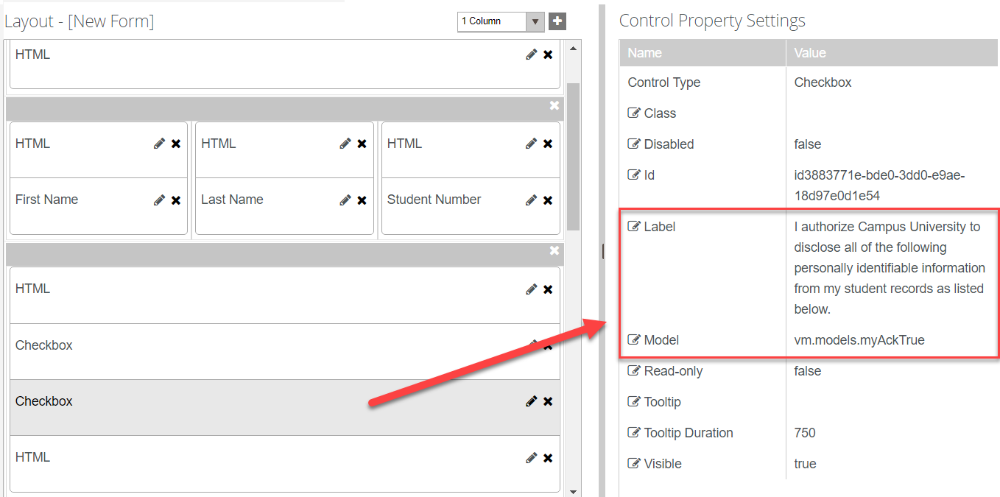 Layout - [New Form]
1 Column
HTML
HTML
HTML
HTML
First Name
Last Name
Student Number
HTML
Checkbox
Checkbox
HTML
Control Property Settings
Name
Value
Control Type
Checkbox
Class
Disabled
false
Id
id3883771e-bde0-3dd0-e9ae-
18d97e0d1e54
Label
I authorize Campus University to
disclose all of the following
personally identifiable information
from my student records as listed
below.
Model
vm.models.myAckTrue
Read-only
false
Tooltip
Tooltip Duration
750
Visible
true